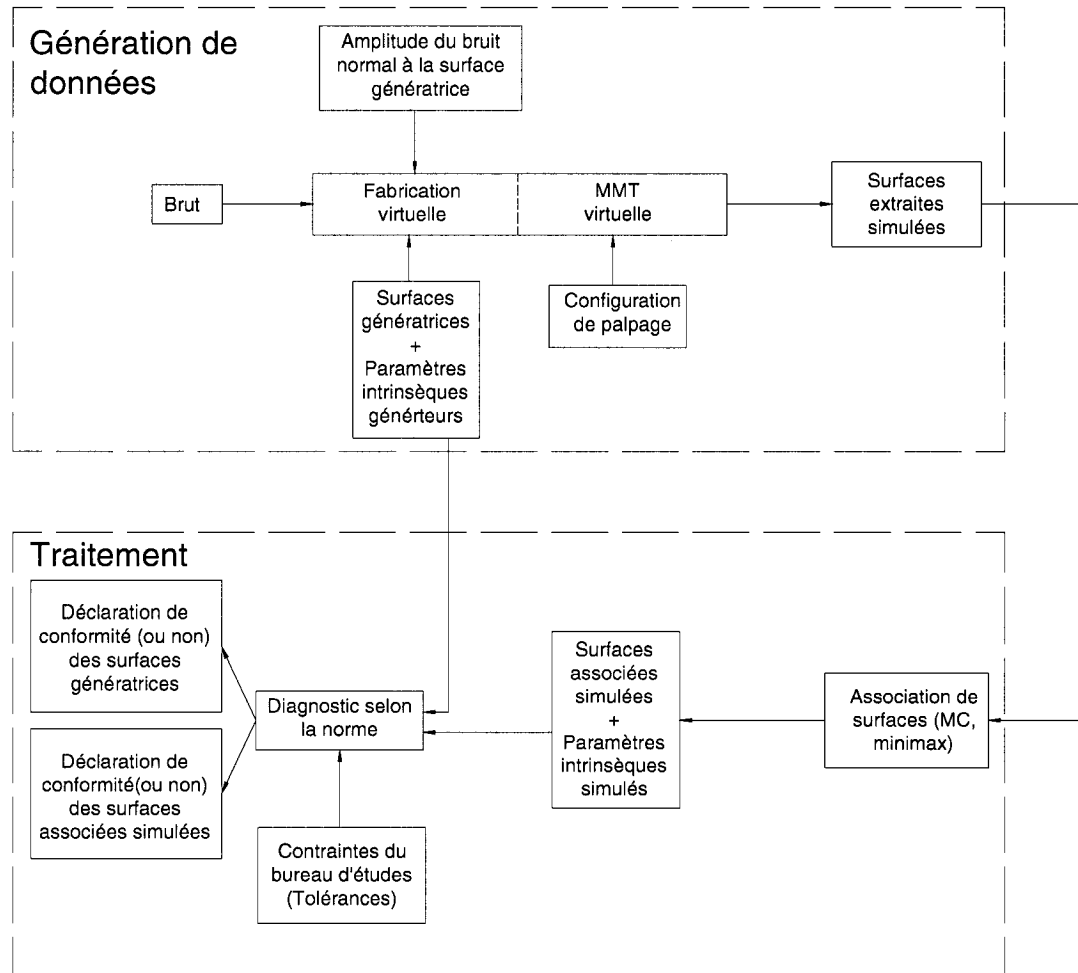 Génération de
données
Amplitude du bruit
normal à la surface
génératrice
Brut
Fabrication
virtuelle
MMT
virtuelle
Surfaces
extraites
simulées
Surfaces
génératrices
+
Paramètres
intrinsèques
générteurs
Configuration
de palpage
Traitement
Déclaration de
conformité (ou non)
des surfaces
génératrices
Déclaration de
conformité(ou non)
des surfaces
associées simulées
Diagnostic selon
la norme
Contraintes du
bureau d'études
(Tolérances)
Surfaces
associées
simulées
+
Paramètres
intrinsèques
simulés
Association de
surfaces (MC,
minimax)